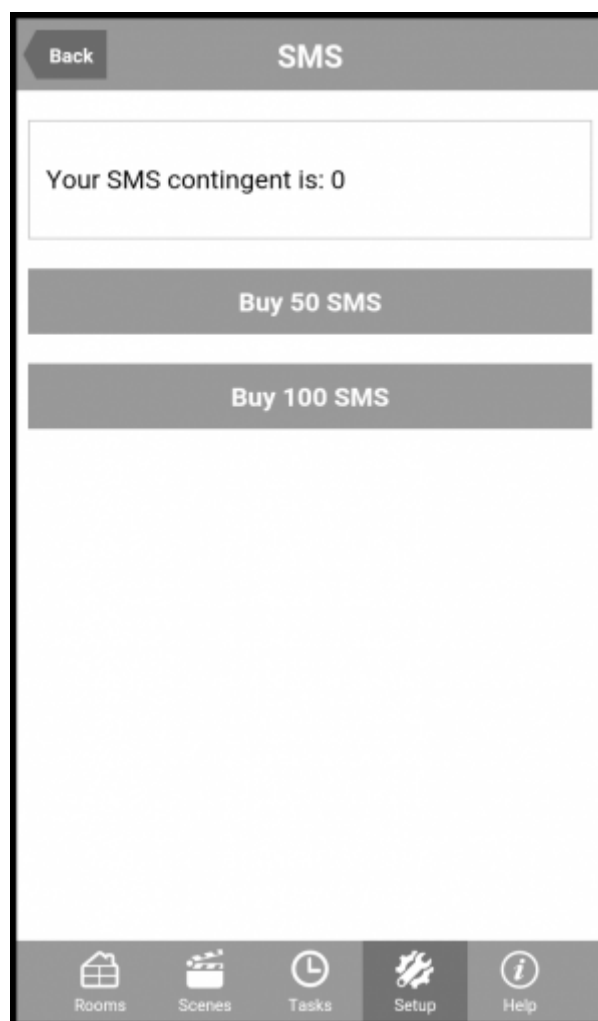 Back
SMS
Your SMS contingent is: 0
Buy 50 SMS
Buy 100 SMS
Rooms
Scenes
Tasks
Setup
Help